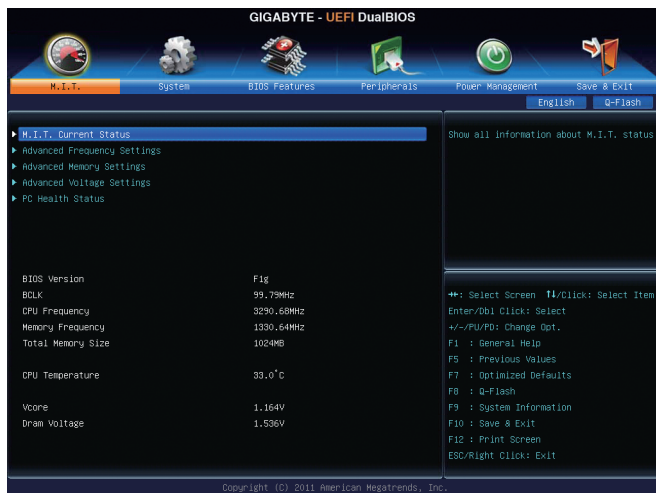 GIGABYTE - UEFI DualBIOS
M.I.T. System BIOS Features Peripherals Power Management Save & Exit
English Q-Flash
M.I.T. Current Status
Advanced Frequency Settings
Advanced Memory Settings
Advanced Voltage Settings
PC Health Status
Show all information about M.I.T. status
BIOS Version F1g
BCLK 99.79MHz
CPU Frequency 3290.68MHz
Memory Frequency 1330.64MHz
Total Memory Size 1024MB
CPU Temperature 33.0°C
Vcore 1.164V
Dram Voltage 1.536V
→←: Select Screen ↑↓/Click: Select Item
Enter/Dbl Click: Select
+/-/PU/PD: Change Opt.
F1 : General Help
F5 : Previous Values
F7 : Optimized Defaults
F8 : Q-Flash
F9 : System Information
F10 : Save & Exit
F12 : Print Screen
ESC/Right Click: Exit
Copyright (C) 2011 American Megatrends, Inc.